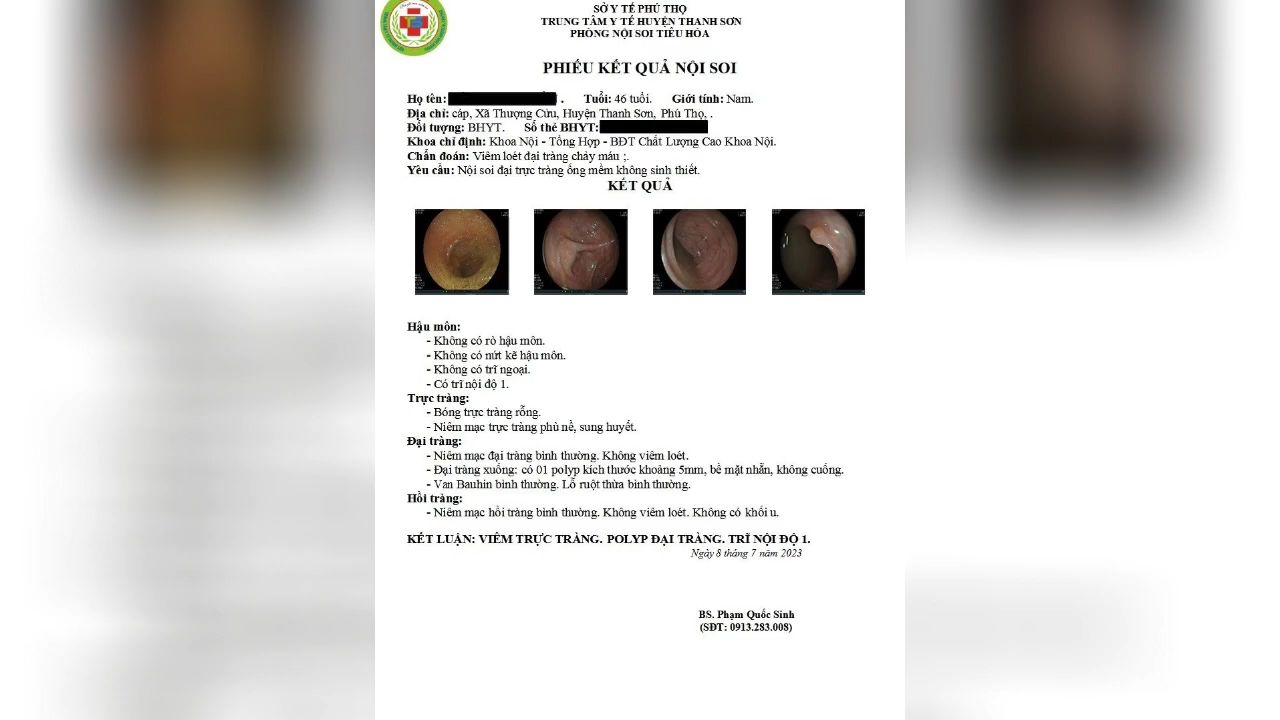 SỞ Y TẾ PHÚ THỌ
TRUNG TÂM Y TẾ HUYỆN THANH SƠN
PHÒNG NỘI SOI TIÊU HÓA
PHIẾU KẾT QUẢ NỘI SOI
Họ tên: . Tuổi: 46 tuổi. Giới tính: Nam.
Địa chỉ: cáp, Xã Thượng Cửu, Huyện Thanh Sơn, Phú Thọ, .
Đối tượng: BHYT. Số thẻ BHYT:
Khoa chỉ định: Khoa Nội - Tổng Hợp - BĐT Chất Lượng Cao Khoa Nội.
Chẩn đoán: Viêm loét đại tràng chảy máu ;.
Yêu cầu: Nội soi đại trực tràng ống mềm không sinh thiết.
KẾT QUẢ
Hậu môn:
- Không có rò hậu môn.
- Không có nứt kẽ hậu môn.
- Không có trĩ ngoại.
- Có trĩ nội độ 1.
Trực tràng:
- Bóng trực tràng rỗng.
- Niêm mạc trực tràng phù nề, sung huyết.
Đại tràng:
- Niêm mạc đại tràng bình thường. Không viêm loét.
- Đại tràng xuống: có 01 polyp kích thước khoảng 5mm, bề mặt nhẵn, không cuống.
- Van Bauhin bình thường. Lỗ ruột thừa bình thường.
Hồi tràng:
- Niêm mạc hồi tràng bình thường. Không viêm loét. Không có khối u.
KẾT LUẬN: VIÊM TRỰC TRÀNG. POLYP ĐẠI TRÀNG. TRĨ NỘI ĐỘ 1.
Ngày 8 tháng 7 năm 2023
BS. Phạm Quốc Sinh
(SĐT: 0913.283.008)